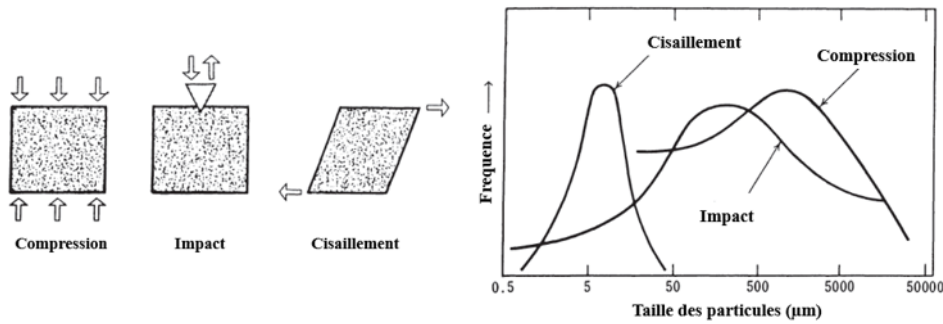 Compression
Impact
Cisaillement
Frequence
Cisaillement
Compression
Impact
0.5 5 50 500 5000 50000
Taille des particules (µm)